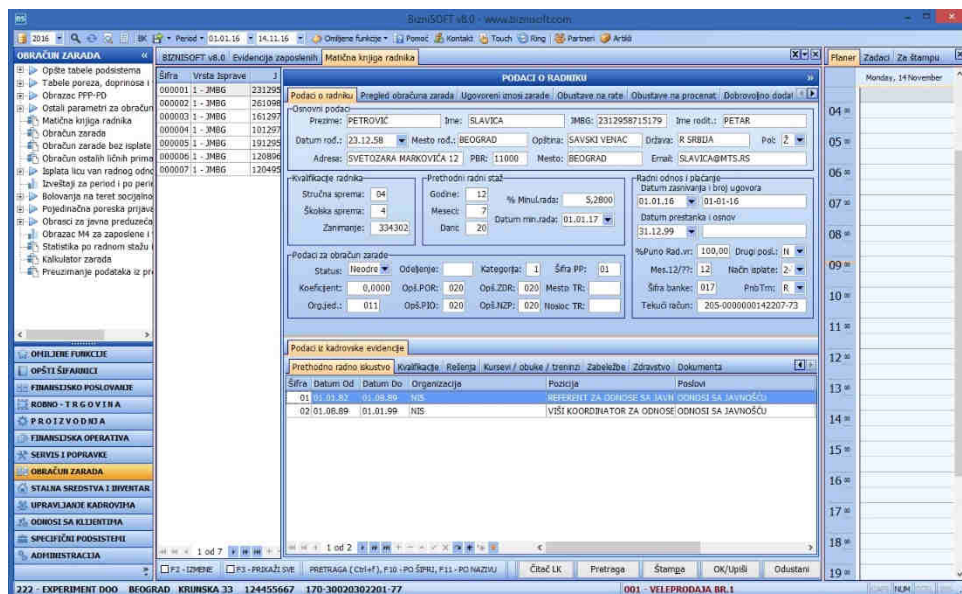 BizniSOFT v8.0 - www.biznisoft.com
2016 BK Period 01.01.16 - 14.11.16 Omiljene funkcije Pomoć Kontakt Touch Ring Partneri Artikli
OBRAČUN ZARADA «
Opšte tabele podsistema
Tabele poreza, doprinosa i
Obrazac PPP-PD
Ostali parametri za obračun
Matična knjiga radnika
Obračun zarada
Obračun zarade bez isplate
Obračun ostalih ličnih prima
Isplata licu van radnog odno
Izveštaji za period i po perio
Bolovanja na teret socijalno
Pojedinačna poreska prijava
Obrasci za javna preduzeća
Obrazac M4 za zaposlene i
Statistika po radnom stažu i
Kalkulator zarada
Preuzimanje podataka iz pr
OMILJENE FUNKCIJE
OPŠTI ŠIFARNICI
FINANSIJSKO POSLOVANJE
ROBNO - T R G O V I N A
P R O I Z V O D N J A
FINANSIJSKA OPERATIVA
SERVIS I POPRAVKE
OBRAČUN ZARADA
STALNA SREDSTVA I INVENTAR
UPRAVLJANJE KADROVIMA
ODNOSI SA KLIJENTIMA
SPECIFIČNI PODSISTEMI
ADMINISTRACIJA
BIZNISOFT v8.0 Evidencija zaposlenih Matična knjiga radnika
Šifra Vrsta Isprave J
000001 1 - JMBG 231295
000002 1 - JMBG 261098
000003 1 - JMBG 161297
000004 1 - JMBG 101297
000005 1 - JMBG 191295
000006 1 - JMBG 120896
000007 1 - JMBG 120495
1 od 7
PODACI O RADNIKU »
Podaci o radniku Pregled obračuna zarada Ugovoreni iznosi zarade Obustave na rate Obustave na procenat Dobrovoljno dodat
Osnovni podaci
Prezime: PETROVIĆ Ime: SLAVICA JMBG: 2312958715179 Ime rodit.: PETAR
Datum rođ.: 23.12.58 Mesto rođ.: BEOGRAD Opština: SAVSKI VENAC Država: R SRBIJA Pol: Ž
Adresa: SVETOZARA MARKOVIĆA 12 PBR: 11000 Mesto: BEOGRAD Email: SLAVICA@MTS.RS
Kvalifikacije radnika
Stručna sprema: 04
Školska sprema: 4
Zanimanje: 334302
Prethodni radni staž
Godine: 12 % Minul.rada: 5,2800
Meseci: 7 Datum min.rada: 01.01.17
Dani: 20
Radni odnos i plaćanje
Datum zasnivanja i broj ugovora
01.01.16 01-01-16
Datum prestanka i osnov
31.12.99
%Puno Rad.vr: 100,00 Drugi posl.: N
Mes.12/??: 12 Način isplate: 2-
Šifra banke: 017 PnbTm: R
Tekući račun: 205-0000000142207-73
Podaci za obračun zarade
Status: Neodre Odeljenje: Kategorija: 1 Šifra PP: 01
Koeficijent: 0,0000 Opš.POR: 020 Opš.ZDR: 020 Mesto TR:
Org.jed.: 011 Opš.PIO: 020 Opš.NZP: 020 Nosioc TR:
Podaci iz kadrovske evidencije
Prethodno radno iskustvo Kvalifikacije Rešenja Kursevi / obuke / treninzi Zabeležbe Zdravstvo Dokumenta
Šifra Datum Od Datum Do Organizacija Pozicija Poslovi
01 01.01.82 01.08.89 NIS REFERENT ZA ODNOSE SA JAVN ODNOSI SA JAVNOŠĆU
02 01.08.89 01.01.99 NIS VIŠI KOORDINATOR ZA ODNOSE ODNOSI SA JAVNOŠĆU
1 od 2
F2 - IZMENE F3 - PRIKAŽI SVE PRETRAGA ( Ctrl+f ), F10 - PO ŠIFRI, F11 - PO NAZIVU Čitač LK Pretraga Štampa OK/Upiši Odustani
Planer Zadaci Za štampu
Monday, 14 November
04 00
05 00
06 00
07 00
08 00
09 00
10 00
11 00
12 00
13 00
14 00
15 00
16 00
17 00
18 00
19 00
222 - EXPERIMENT DOO BEOGRAD KRUNSKA 33 124455667 170-30020302201-77 001 - VELEPRODAJA BR.1 NUM